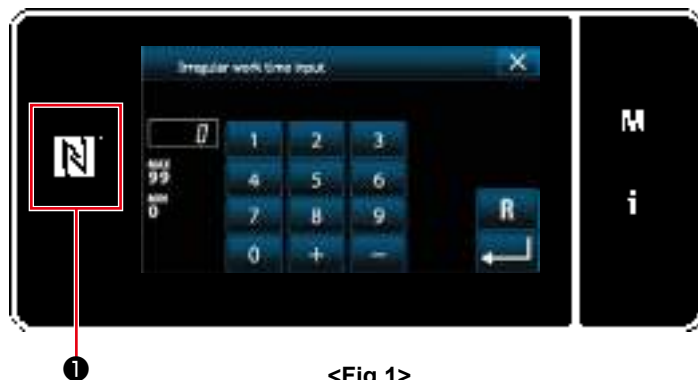 Irregular work time input
X
0
1 2 3
MAX
99
4 5 6
MIN
0
7 8 9
R
0 + −
M
i
❶
<Fig.1>